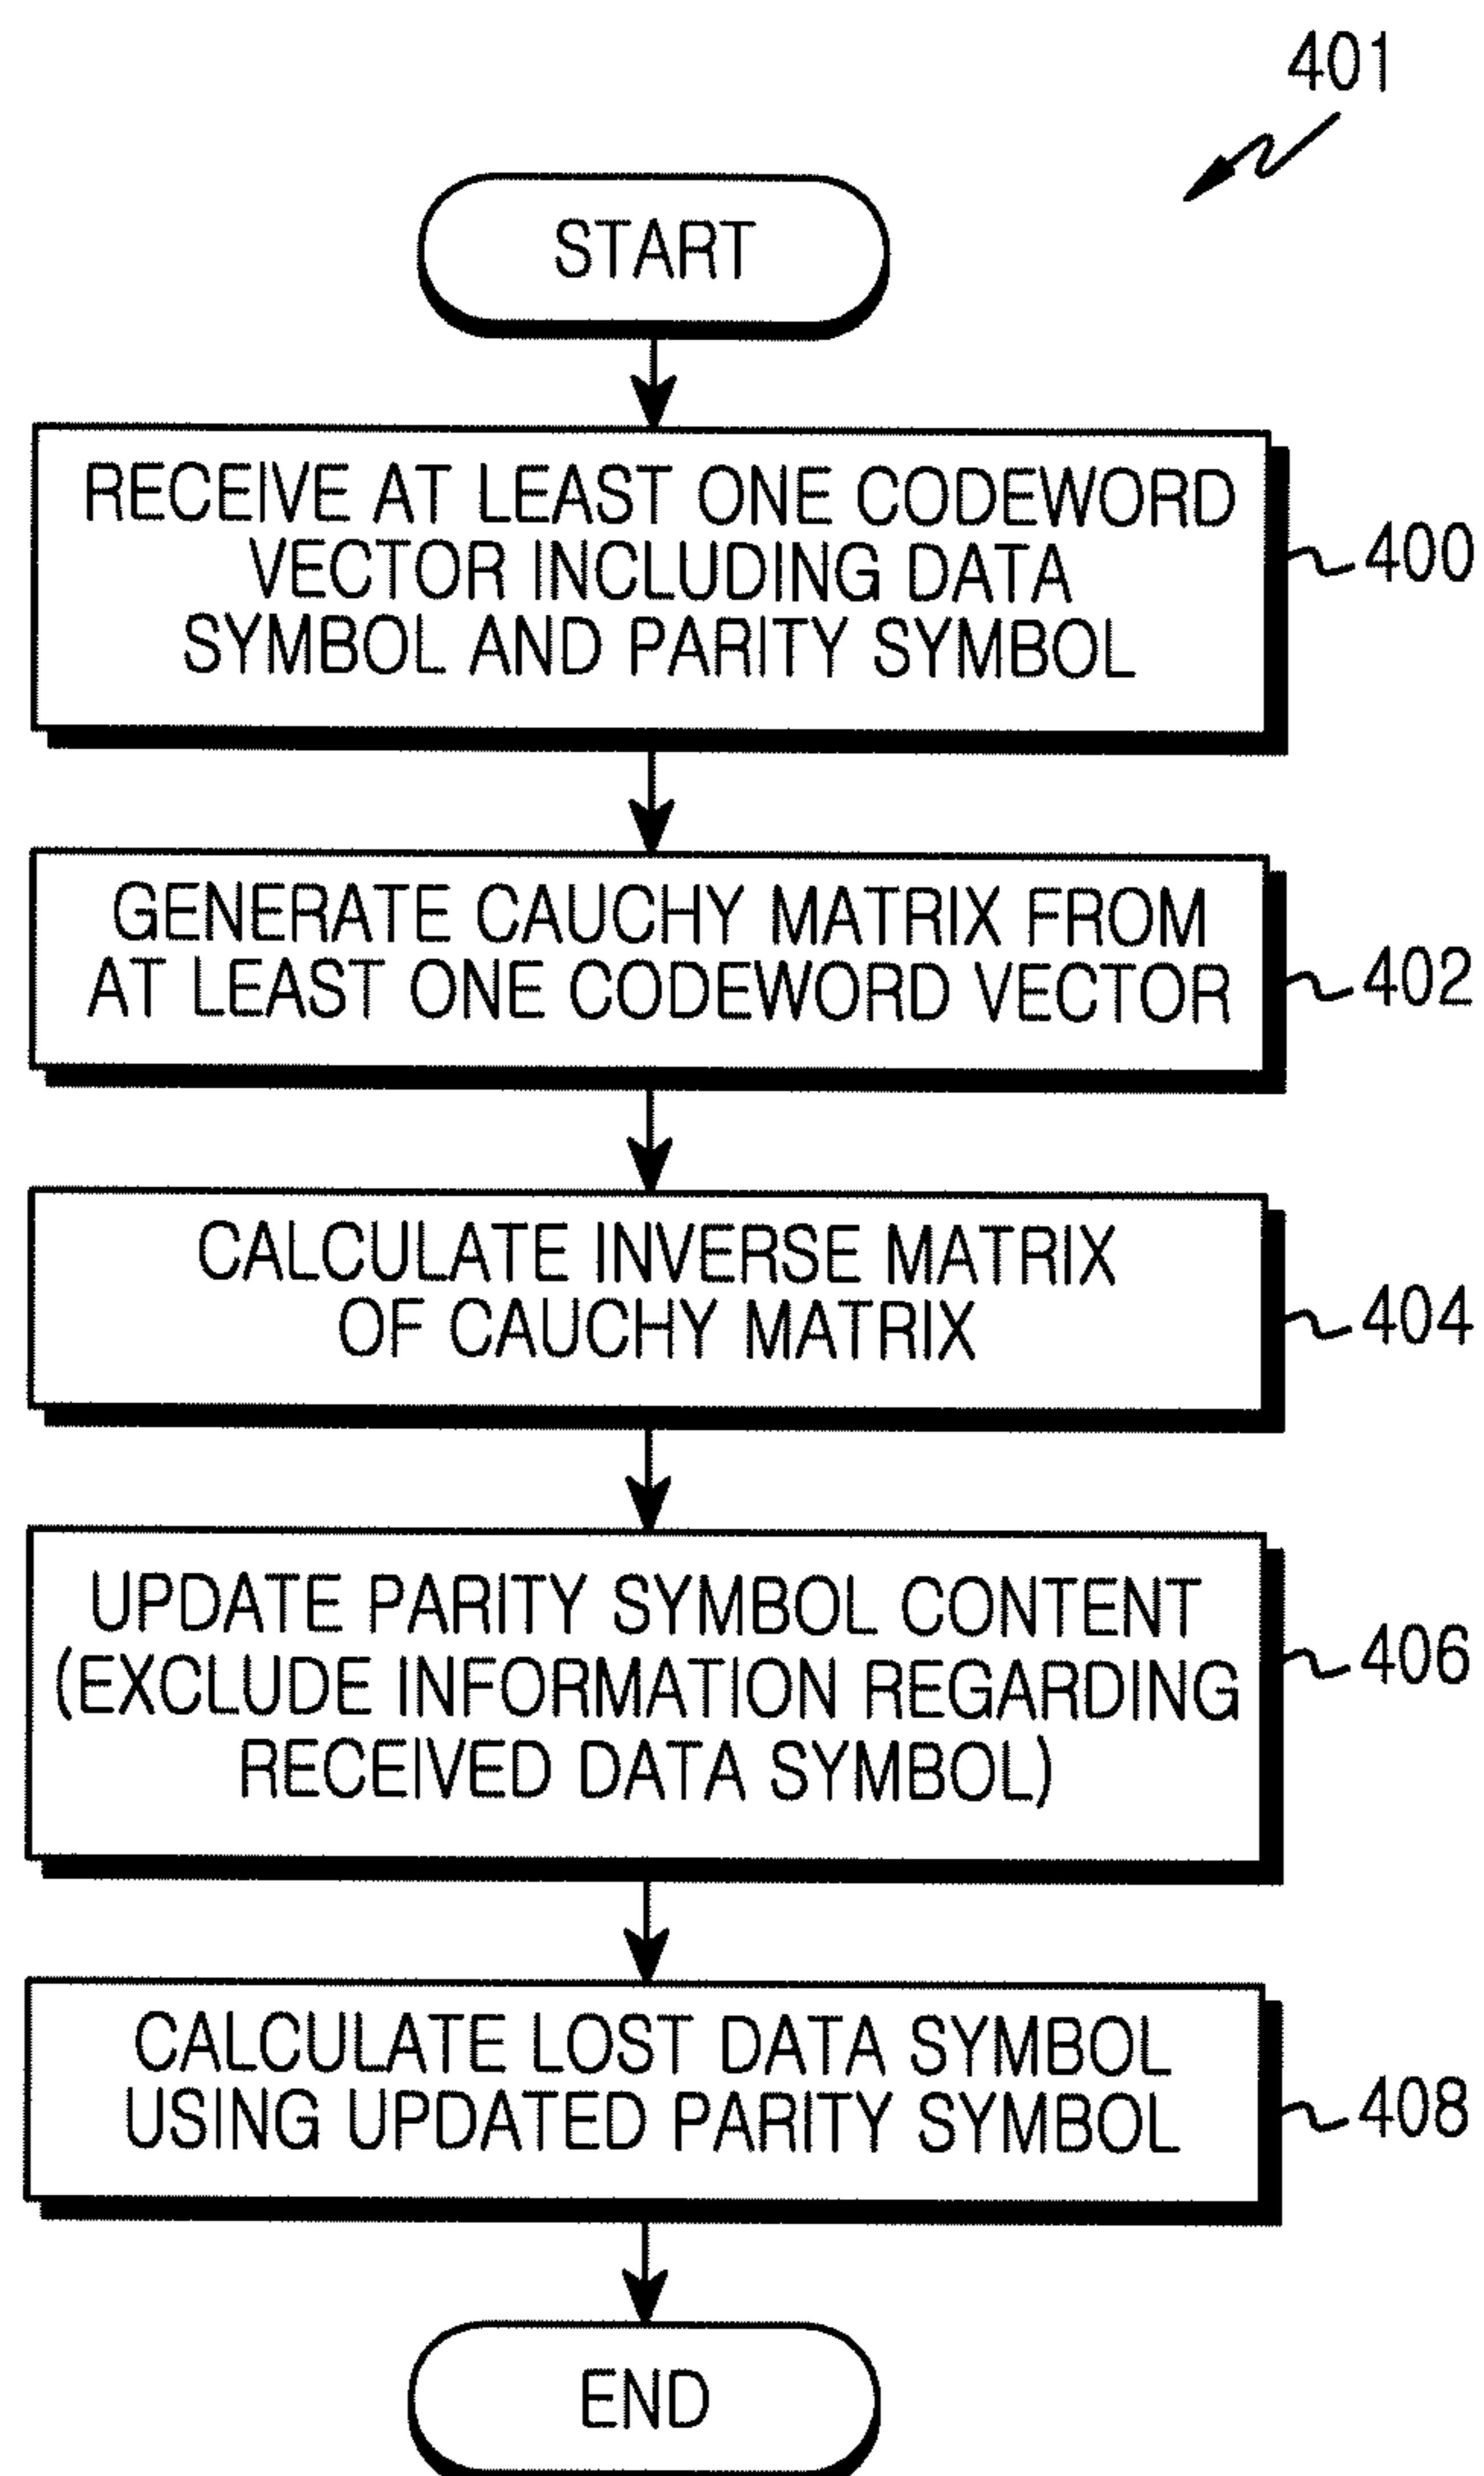 401
START
RECEIVE AT LEAST ONE CODEWORD
VECTOR INCLUDING DATA
SYMBOL AND PARITY SYMBOL
400
GENERATE CAUCHY MATRIX FROM
AT LEAST ONE CODEWORD VECTOR
402
CALCULATE INVERSE MATRIX
OF CAUCHY MATRIX
404
UPDATE PARITY SYMBOL CONTENT
(EXCLUDE INFORMATION REGARDING
RECEIVED DATA SYMBOL)
406
CALCULATE LOST DATA SYMBOL
USING UPDATED PARITY SYMBOL
408
END